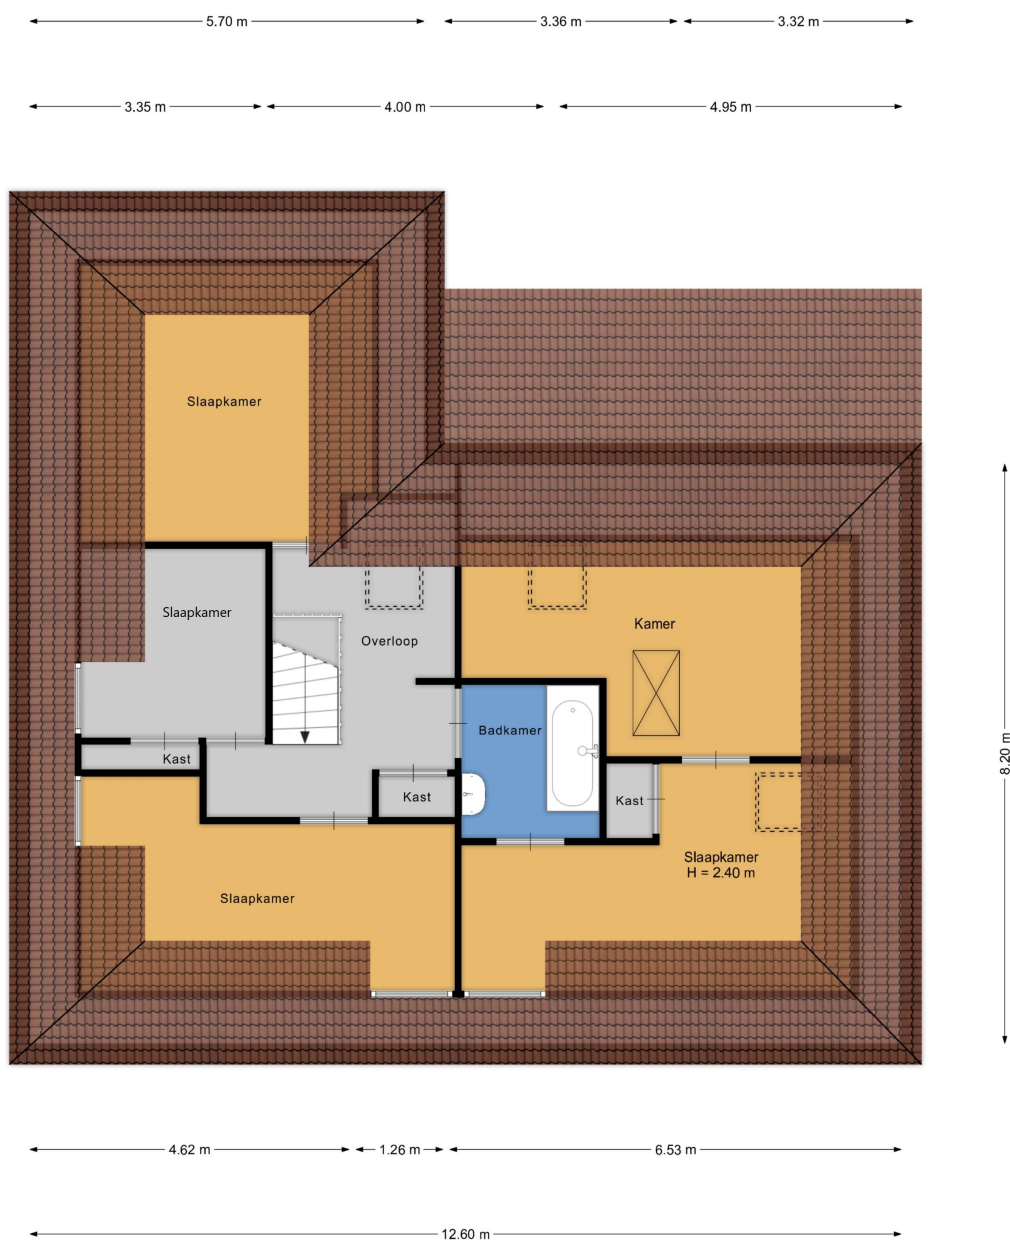 5.70 m
3.36 m
3.32 m
3.35 m
4.00 m
4.95 m
Slaapkamer
Slaapkamer
Kamer
Overloop
Badkamer
8.20 m
Kast
Kast
Kast
Slaapkamer
H = 2.40 m
Slaapkamer
4.62 m
1.26 m
6.53 m
12.60 m